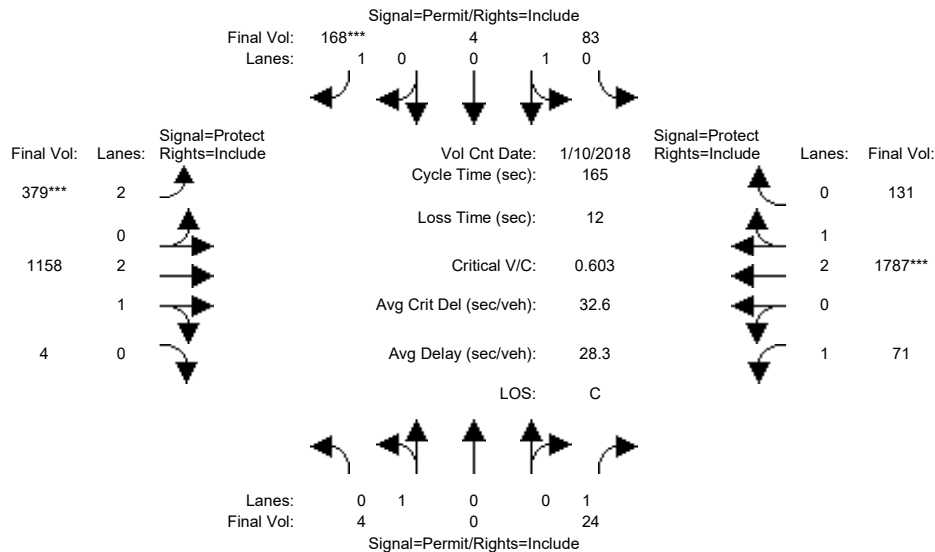 Signal=Permit/Rights=Include
Final Vol: 168*** 4 83
Lanes: 1 0 0 1 0
Signal=Protect Signal=Protect
Final Vol: Lanes: Rights=Include Vol Cnt Date: 1/10/2018 Rights=Include Lanes: Final Vol:
Cycle Time (sec): 165
379*** 2 0 131
Loss Time (sec): 12
0 1
1158 2 Critical V/C: 0.603 2 1787***
1 Avg Crit Del (sec/veh): 32.6 0
4 0 Avg Delay (sec/veh): 28.3 1 71
LOS: C
Lanes: 0 1 0 0 1
Final Vol: 4 0 24
Signal=Permit/Rights=Include